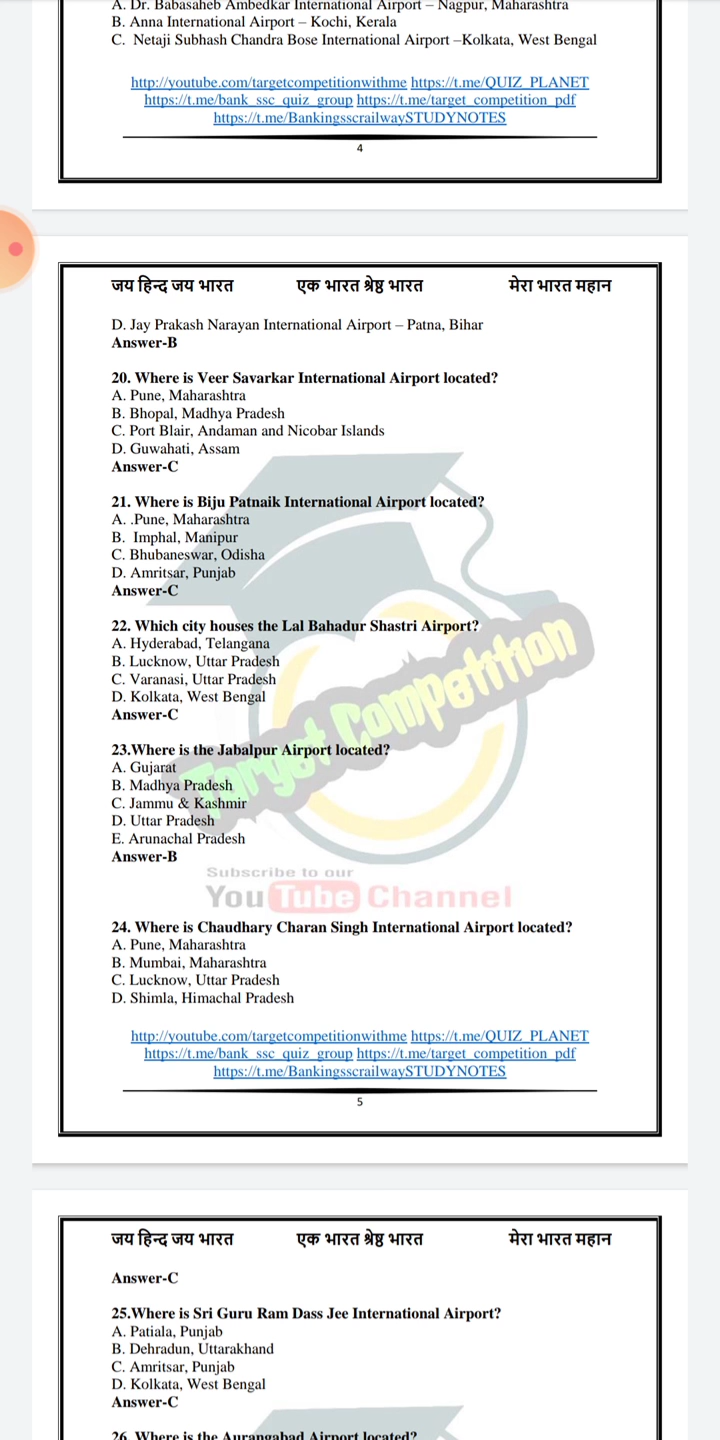 A. Dr. Babasaheb Ambedkar International Airport – Nagpur, Maharashtra
B. Anna International Airport – Kochi, Kerala
C. Netaji Subhash Chandra Bose International Airport –Kolkata, West Bengal
http://youtube.com/targetcompetitionwithme https://t.me/QUIZ_PLANET
https://t.me/bank_ssc_quiz_group https://t.me/target_competition_pdf
https://t.me/BankingsscrailwaySTUDYNOTES
4
जय हिन्द जय भारत एक भारत श्रेष्ठ भारत मेरा भारत महान
D. Jay Prakash Narayan International Airport – Patna, Bihar
Answer-B
20. Where is Veer Savarkar International Airport located?
A. Pune, Maharashtra
B. Bhopal, Madhya Pradesh
C. Port Blair, Andaman and Nicobar Islands
D. Guwahati, Assam
Answer-C
21. Where is Biju Patnaik International Airport located?
A. .Pune, Maharashtra
B. Imphal, Manipur
C. Bhubaneswar, Odisha
D. Amritsar, Punjab
Answer-C
22. Which city houses the Lal Bahadur Shastri Airport?
A. Hyderabad, Telangana
B. Lucknow, Uttar Pradesh
C. Varanasi, Uttar Pradesh
D. Kolkata, West Bengal
Answer-C
Target Competition
23.Where is the Jabalpur Airport located?
A. Gujarat
B. Madhya Pradesh
C. Jammu & Kashmir
D. Uttar Pradesh
E. Arunachal Pradesh
Answer-B
Subscribe to our
YouTube Channel
24. Where is Chaudhary Charan Singh International Airport located?
A. Pune, Maharashtra
B. Mumbai, Maharashtra
C. Lucknow, Uttar Pradesh
D. Shimla, Himachal Pradesh
http://youtube.com/targetcompetitionwithme https://t.me/QUIZ_PLANET
https://t.me/bank_ssc_quiz_group https://t.me/target_competition_pdf
https://t.me/BankingsscrailwaySTUDYNOTES
5
जय हिन्द जय भारत एक भारत श्रेष्ठ भारत मेरा भारत महान
Answer-C
25.Where is Sri Guru Ram Dass Jee International Airport?
A. Patiala, Punjab
B. Dehradun, Uttarakhand
C. Amritsar, Punjab
D. Kolkata, West Bengal
Answer-C
26. Where is the Aurangabad Airport located?